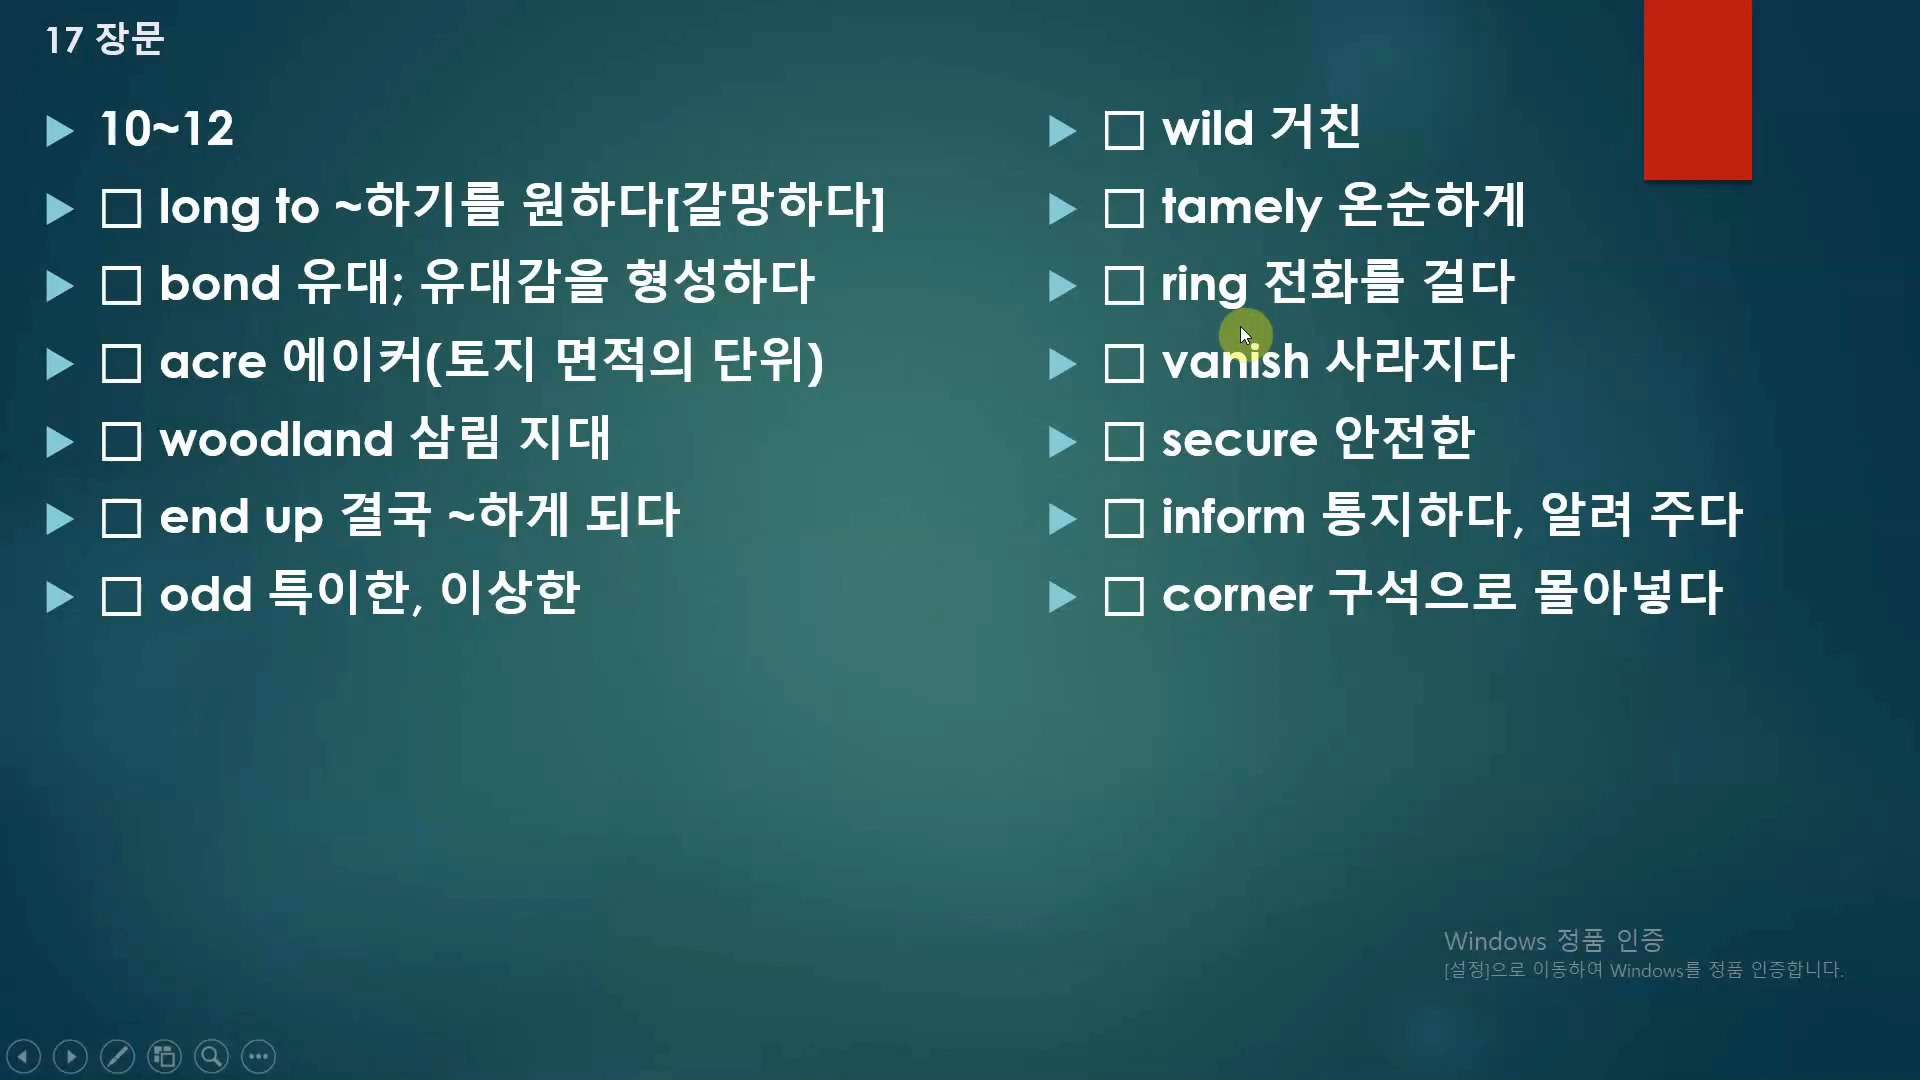 17 장문
10~12
□ long to ~하기를 원하다[갈망하다]
□ bond 유대; 유대감을 형성하다
□ acre 에이커(토지 면적의 단위)
□ woodland 삼림 지대
□ end up 결국 ~하게 되다
□ odd 특이한, 이상한
□ wild 거친
□ tamely 온순하게
□ ring 전화를 걸다
□ vanish 사라지다
□ secure 안전한
□ inform 통지하다, 알려 주다
□ corner 구석으로 몰아넣다
Windows 정품 인증
[설정]으로 이동하여 Windows를 정품 인증합니다.